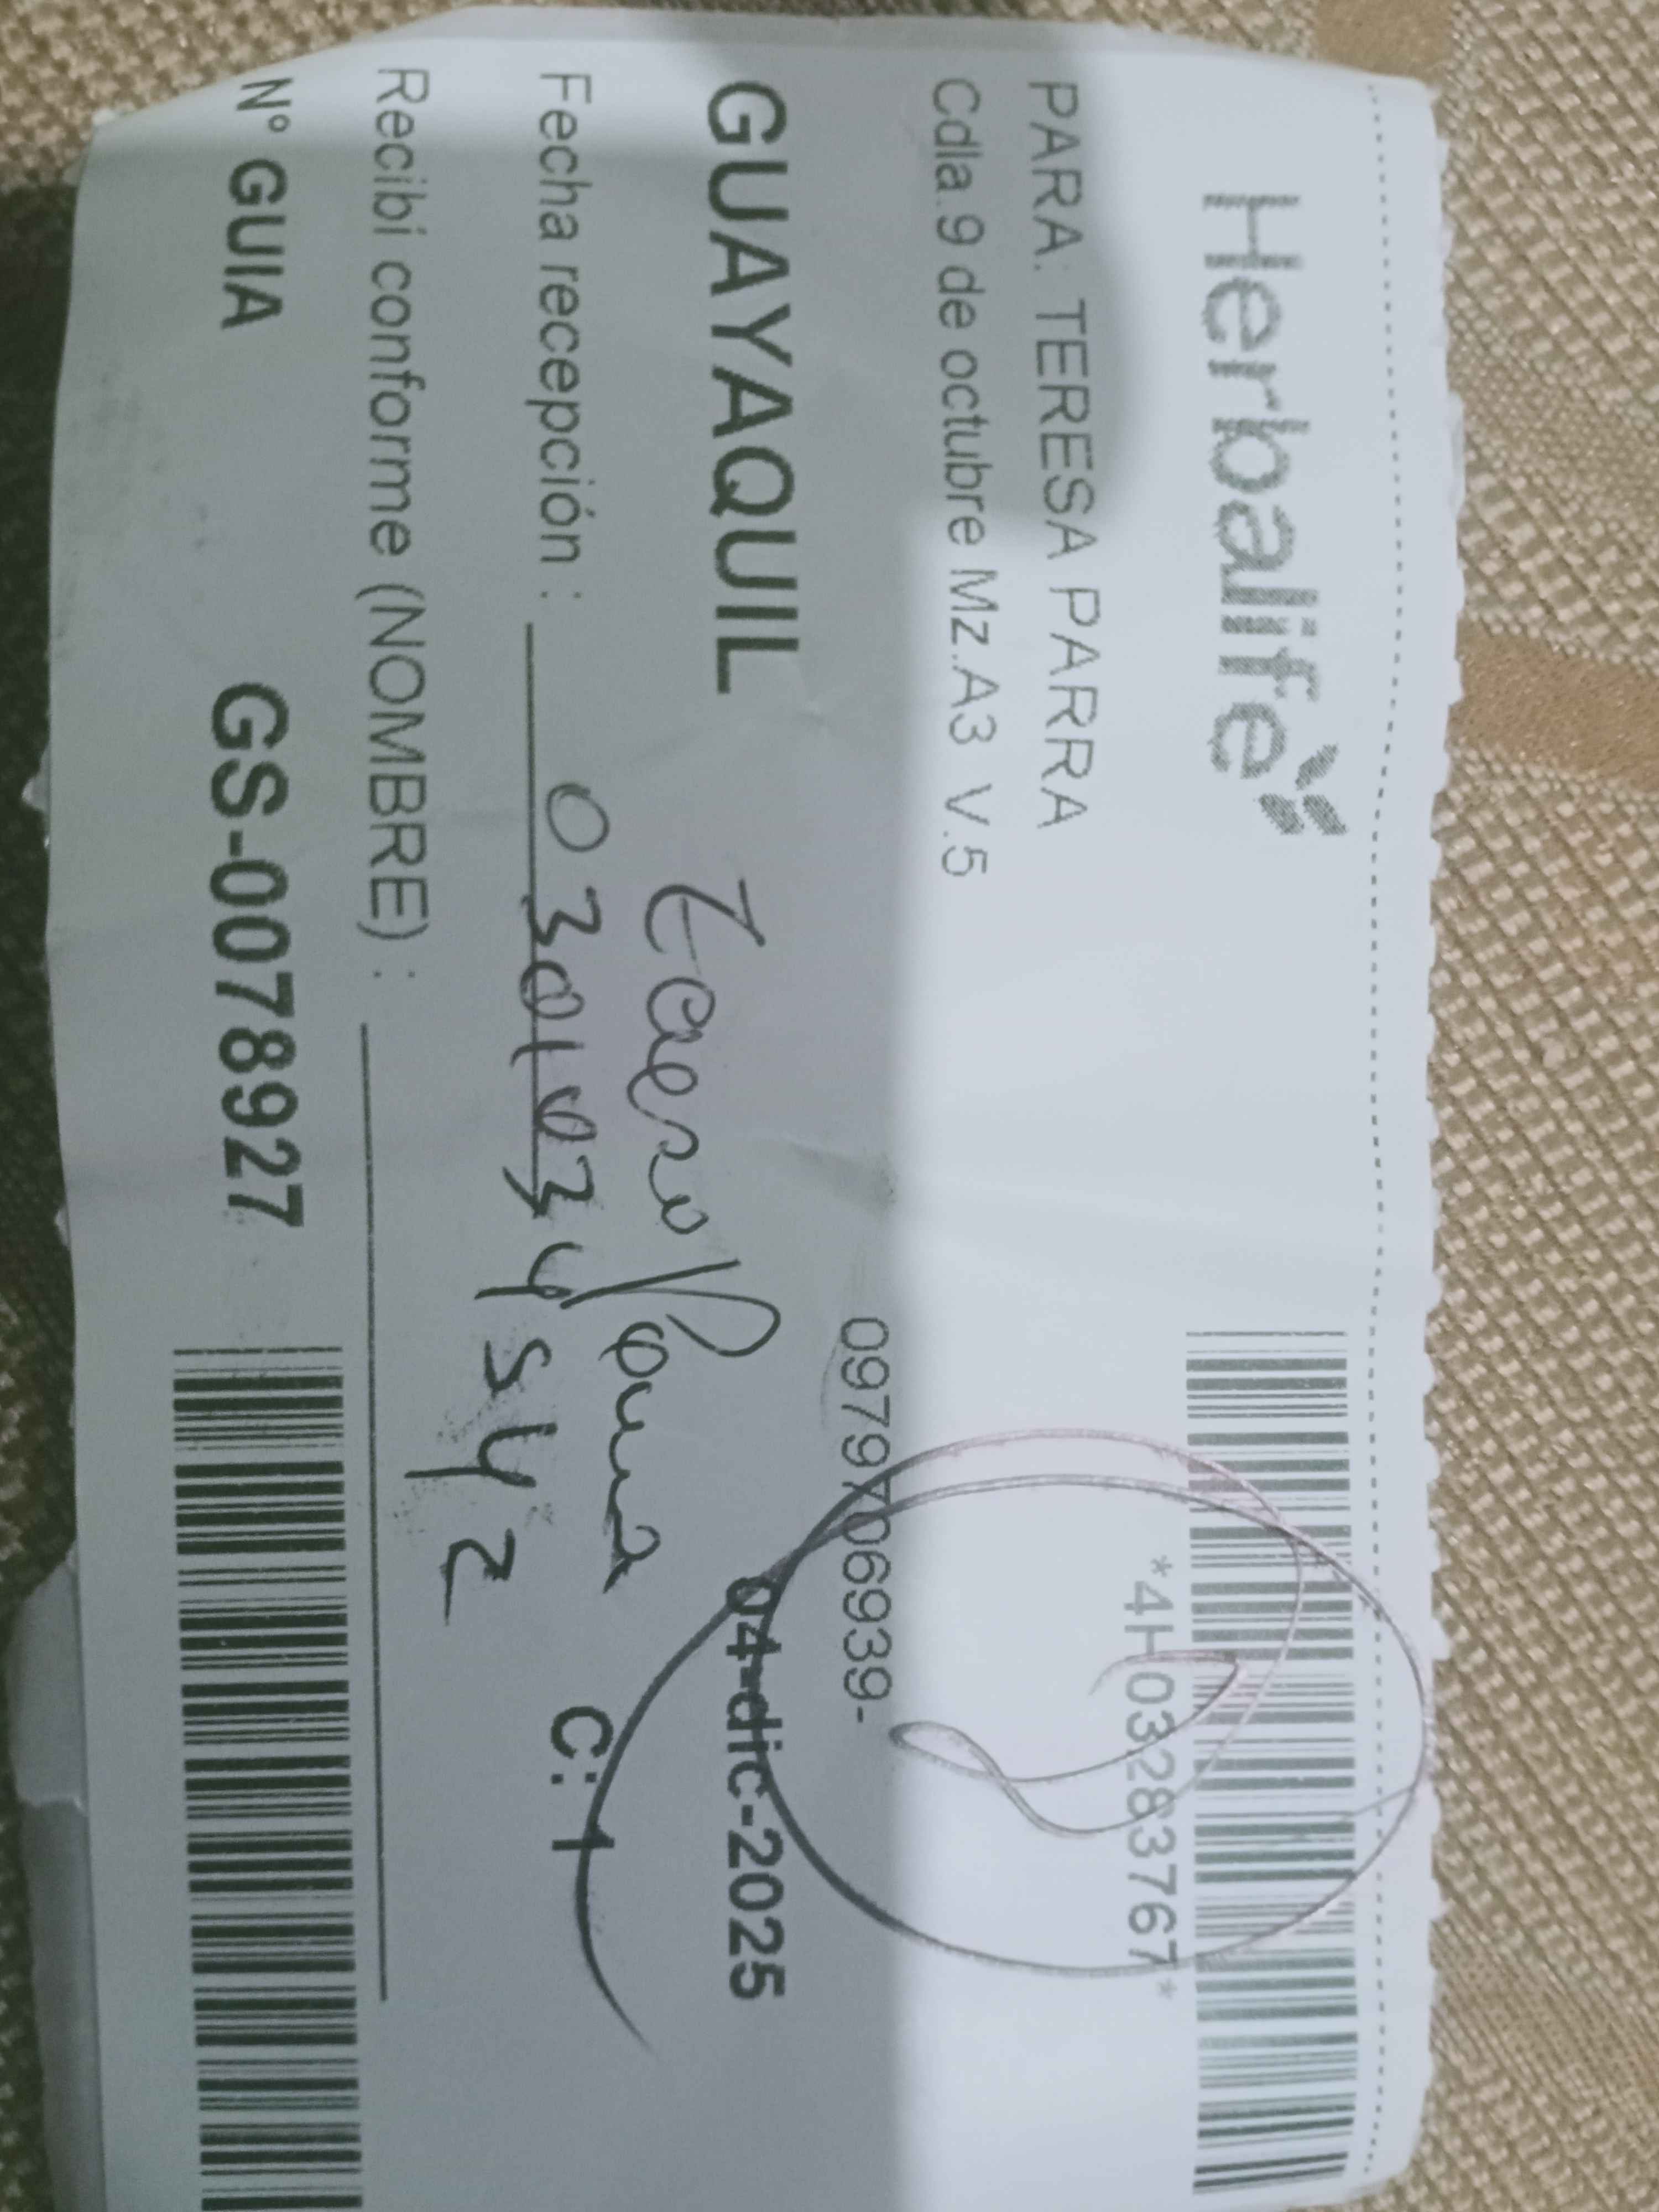 Herbalife
*4H03283767*
PARA: TERESA PARRA
Cdla.9 de octubre Mz.A3 V.5
0979706939-
GUAYAQUIL
04-dic-2025
Fecha recepción :
C:1
Recibí conforme (NOMBRE) :
N° GUIA GS-0078927